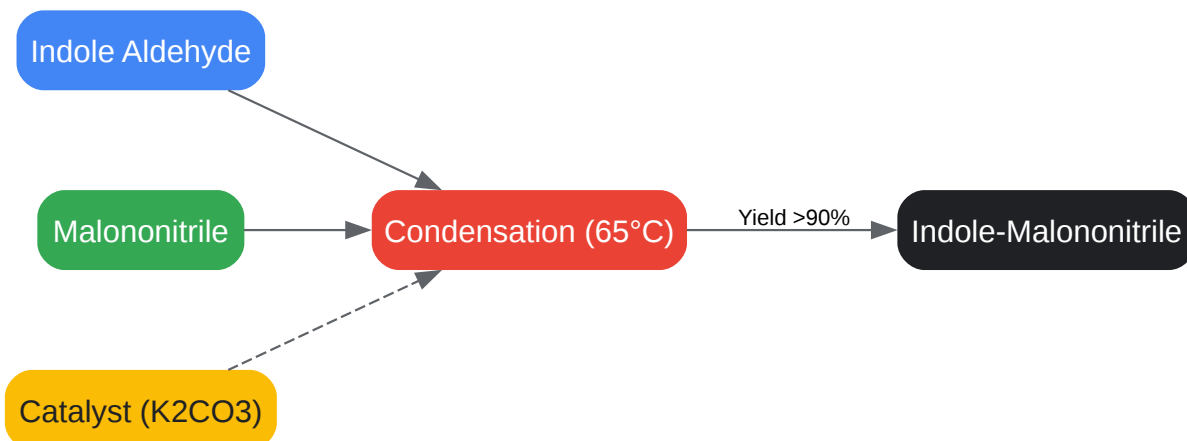 Indole Aldehyde
Malononitrile
Condensation (65°C)
Yield >90%
Indole-Malononitrile
Catalyst (K2CO3)